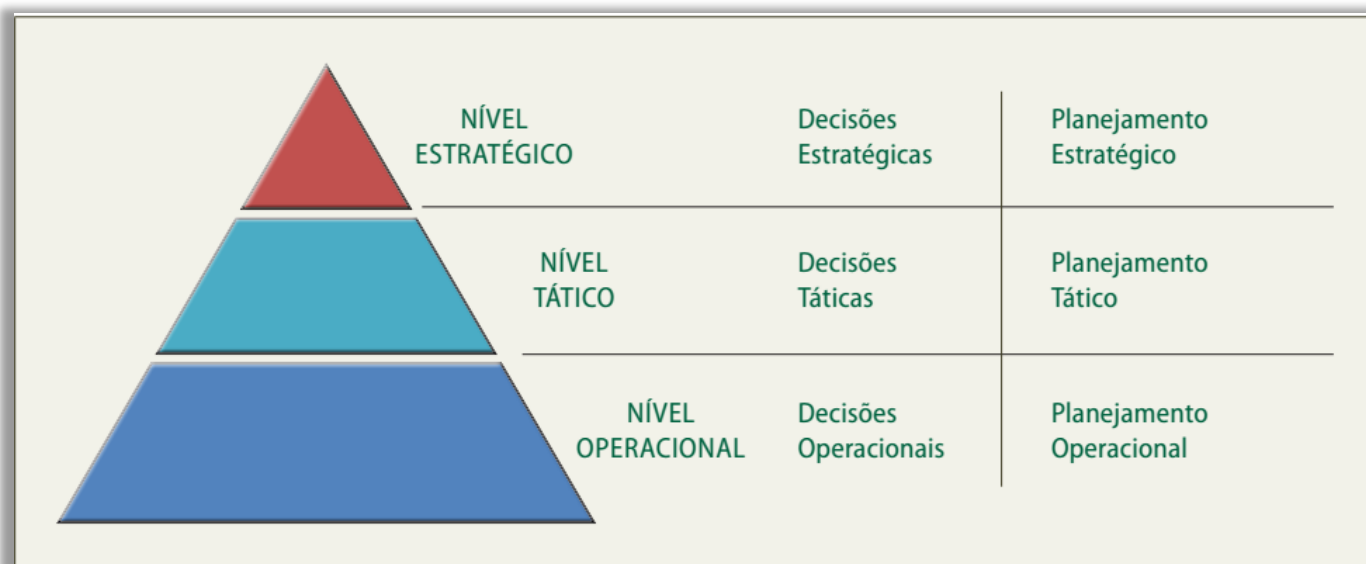 NÍVEL
ESTRATÉGICO
Decisões
Estratégicas
Planejamento
Estratégico
NÍVEL
TÁTICO
Decisões
Táticas
Planejamento
Tático
NÍVEL
OPERACIONAL
Decisões
Operacionais
Planejamento
Operacional